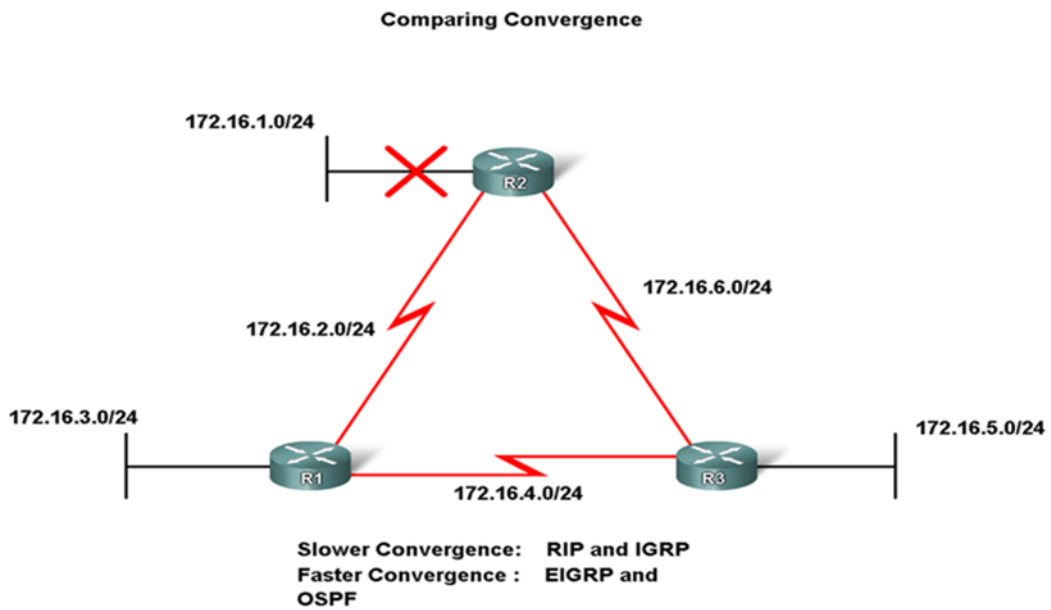 Comparing Convergence
172.16.1.0/24
R2
172.16.6.0/24
172.16.2.0/24
172.16.3.0/24
172.16.5.0/24
R1
R3
172.16.4.0/24
Slower Convergence: RIP and IGRP
Faster Convergence : EIGRP and
OSPF